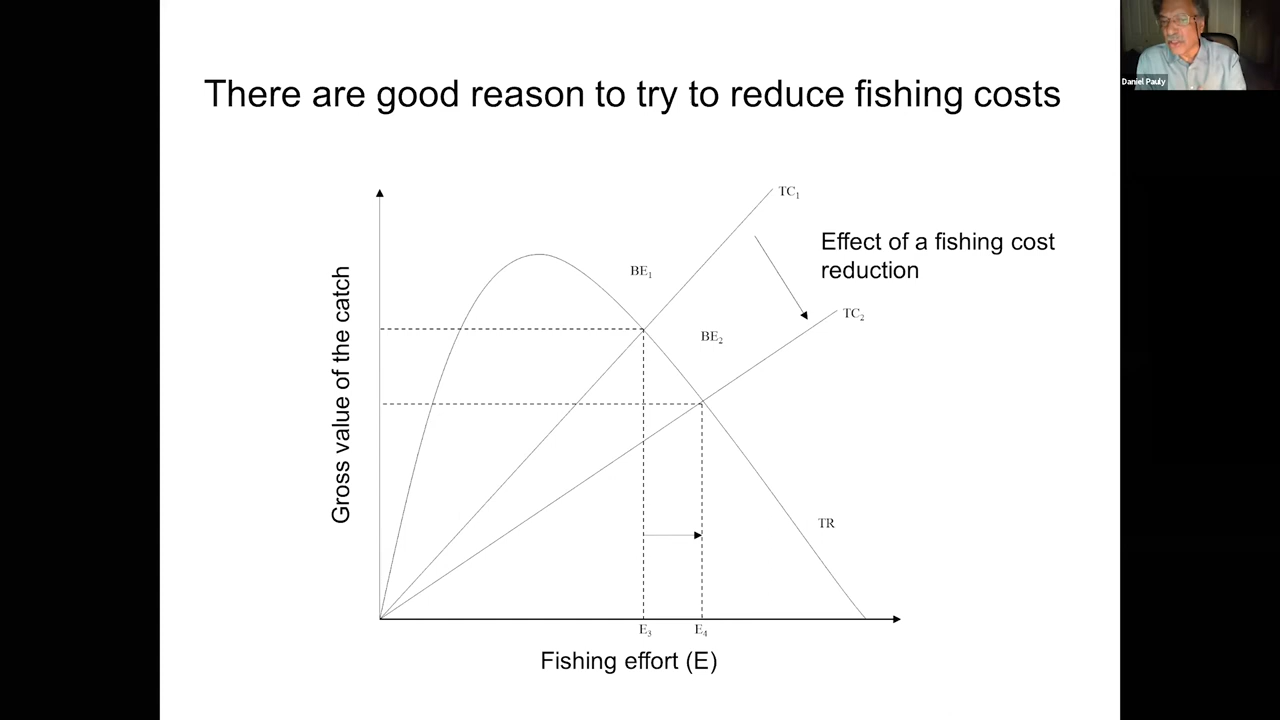 Daniel Pauly
There are good reason to try to reduce fishing costs
TC₁
Effect of a fishing cost
reduction
BE₁
TC₂
BE₂
Gross value of the catch
TR
E₃
E₄
Fishing effort (E)